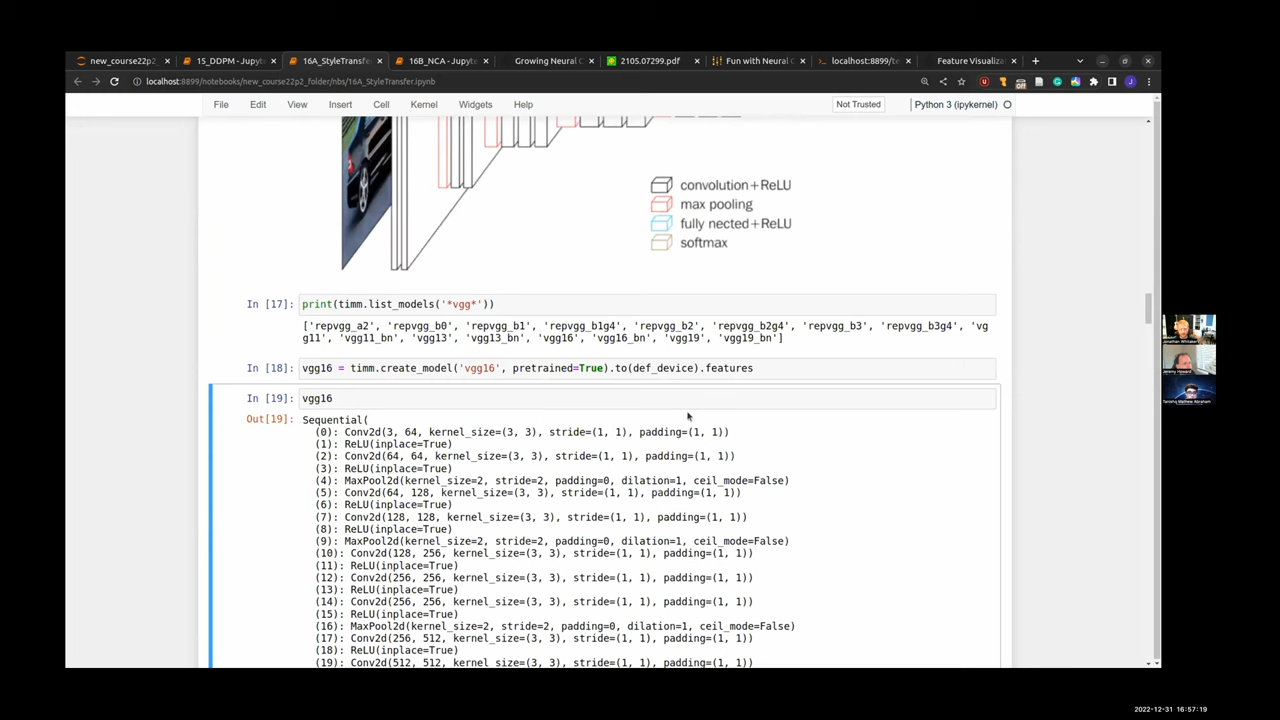 new_course22p2_
15_DDPM - Jupyte
16A_StyleTransfe
16B_NCA - Jupyte
Growing Neural C
2105.07299.pdf
Fun with Neural C
localhost:8899/te
Feature Visualiza
localhost:8899/notebooks/new_course22p2_folder/nbs/16A_StyleTransfer.ipynb
File Edit View Insert Cell Kernel Widgets Help
Not Trusted
Python 3 (ipykernel)
convolution+ReLU
max pooling
fully nected+ReLU
softmax
In [17]: print(timm.list_models('*vgg*'))
['repvgg_a2', 'repvgg_b0', 'repvgg_b1', 'repvgg_b1g4', 'repvgg_b2', 'repvgg_b2g4', 'repvgg_b3', 'repvgg_b3g4', 'vg
g11', 'vgg11_bn', 'vgg13', 'vgg13_bn', 'vgg16', 'vgg16_bn', 'vgg19', 'vgg19_bn']
In [18]: vgg16 = timm.create_model('vgg16', pretrained=True).to(def_device).features
In [19]: vgg16
Out[19]: Sequential(
(0): Conv2d(3, 64, kernel_size=(3, 3), stride=(1, 1), padding=(1, 1))
(1): ReLU(inplace=True)
(2): Conv2d(64, 64, kernel_size=(3, 3), stride=(1, 1), padding=(1, 1))
(3): ReLU(inplace=True)
(4): MaxPool2d(kernel_size=2, stride=2, padding=0, dilation=1, ceil_mode=False)
(5): Conv2d(64, 128, kernel_size=(3, 3), stride=(1, 1), padding=(1, 1))
(6): ReLU(inplace=True)
(7): Conv2d(128, 128, kernel_size=(3, 3), stride=(1, 1), padding=(1, 1))
(8): ReLU(inplace=True)
(9): MaxPool2d(kernel_size=2, stride=2, padding=0, dilation=1, ceil_mode=False)
(10): Conv2d(128, 256, kernel_size=(3, 3), stride=(1, 1), padding=(1, 1))
(11): ReLU(inplace=True)
(12): Conv2d(256, 256, kernel_size=(3, 3), stride=(1, 1), padding=(1, 1))
(13): ReLU(inplace=True)
(14): Conv2d(256, 256, kernel_size=(3, 3), stride=(1, 1), padding=(1, 1))
(15): ReLU(inplace=True)
(16): MaxPool2d(kernel_size=2, stride=2, padding=0, dilation=1, ceil_mode=False)
(17): Conv2d(256, 512, kernel_size=(3, 3), stride=(1, 1), padding=(1, 1))
(18): ReLU(inplace=True)
(19): Conv2d(512, 512, kernel_size=(3, 3), stride=(1, 1), padding=(1, 1))
Jonathan Whitaker
Jeremy Howard
Tanishq Mathew Abraham
2022-12-31 16:57:19